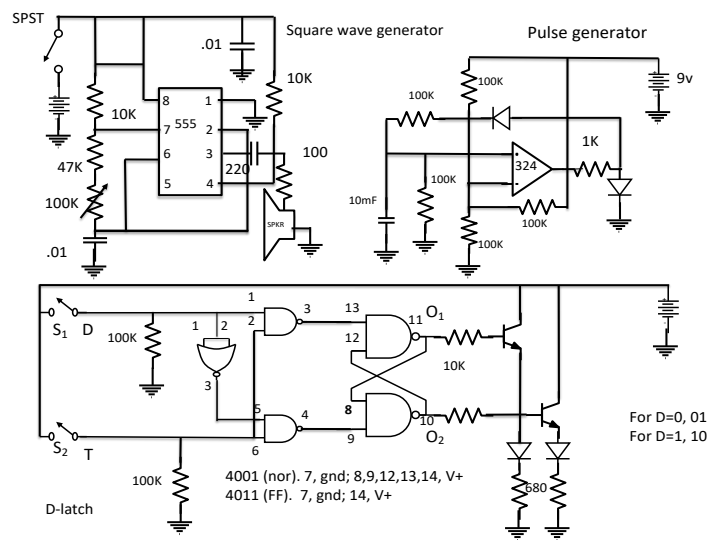 SPST
Square wave generator
Pulse generator
.01
10K
10K
8
1
555
7
2
6
3
5
4
47K
100K
220
100
.01
SPKR
100K
100K
9v
1K
324
+
-
10mF
100K
100K
100K
S1
D
100K
1
2
1
2
3
3
13
12
11
O1
10K
5
6
4
8
9
10
O2
S2
T
100K
680
For D=0, 01
For D=1, 10
4001 (nor). 7, gnd; 8,9,12,13,14, V+
4011 (FF). 7, gnd; 14, V+
D-latch